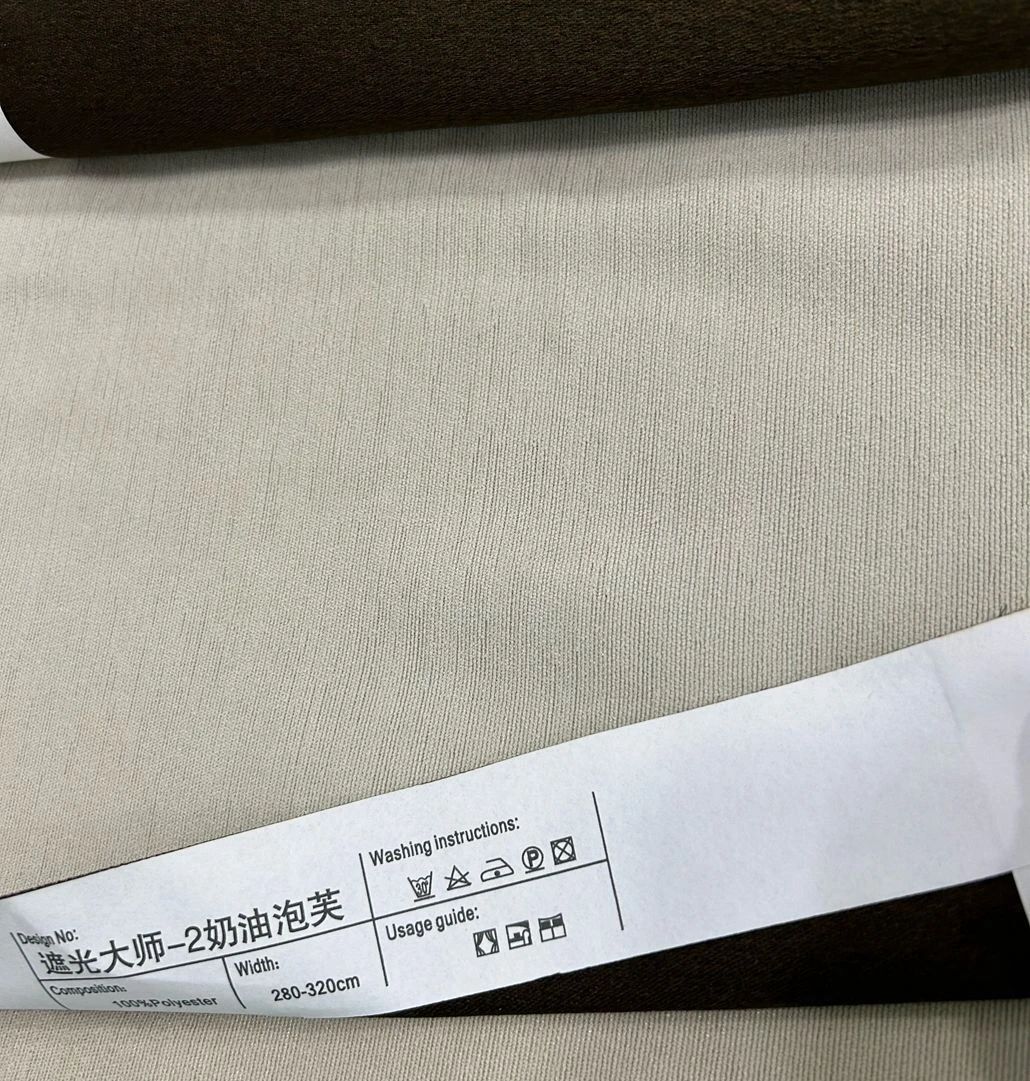 Design No:
遮光大师-2奶油泡芙
Composition:
100%Polyester
Width:
280-320cm
Washing instructions:
30°
P
Usage guide: